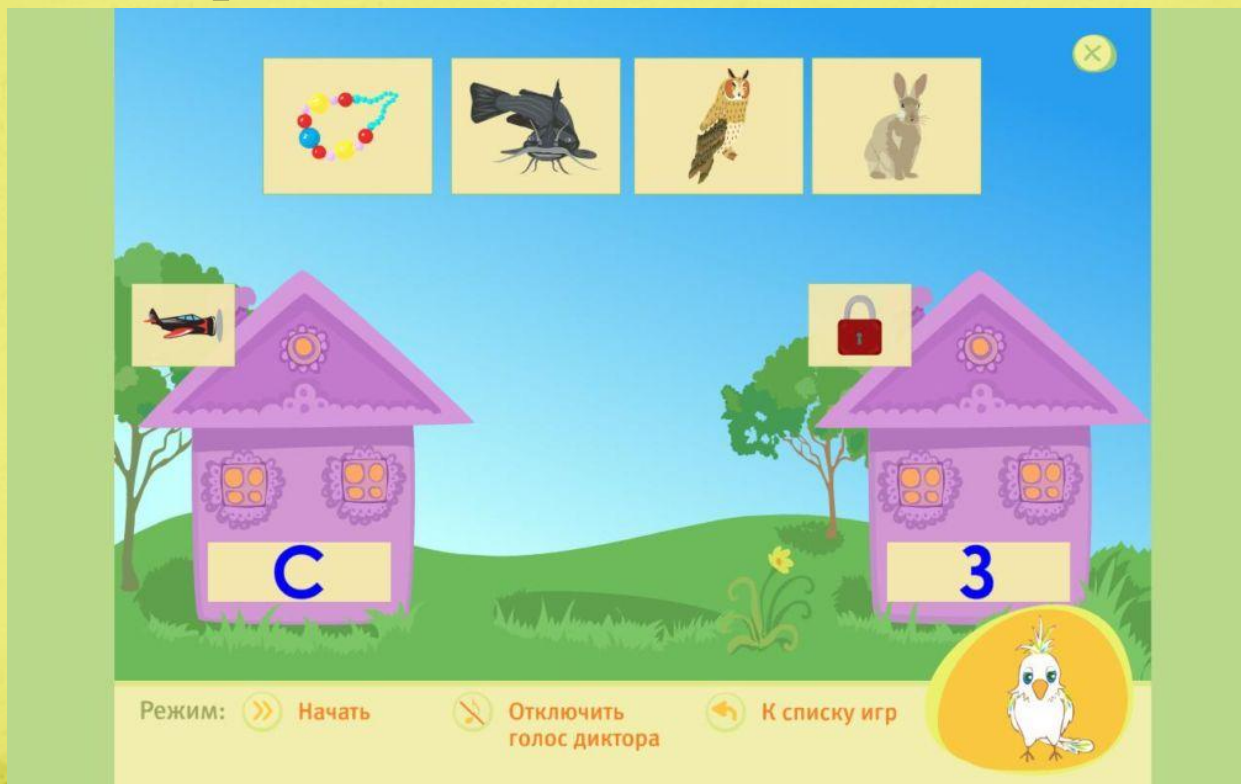 С
З
Режим:
Начать
Отключить
голос диктора
К списку игр